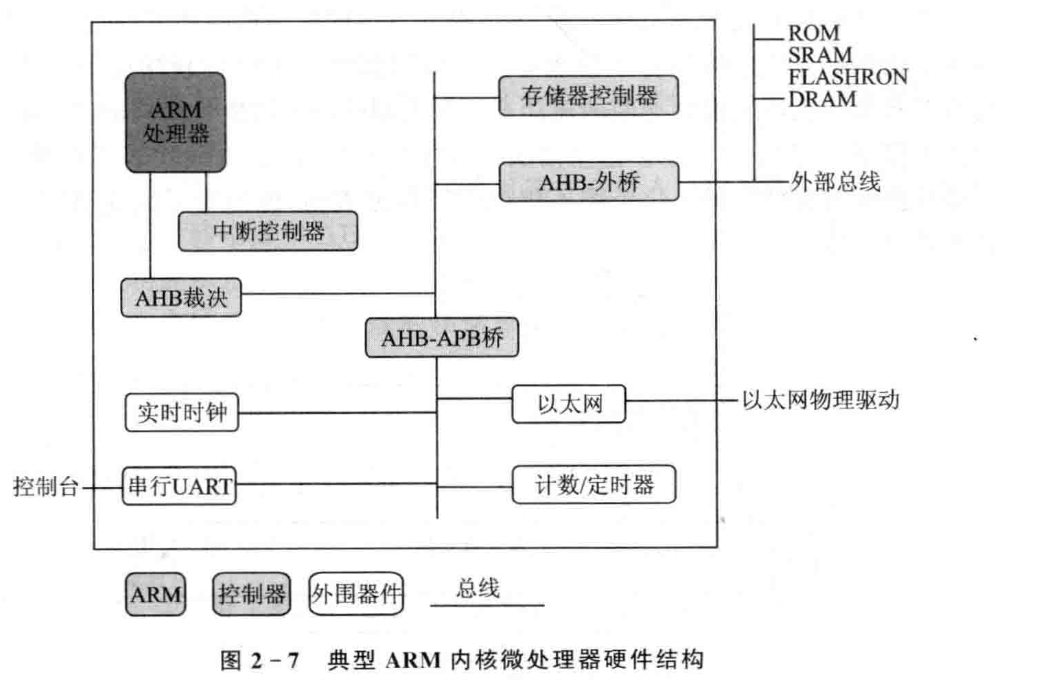 ROM
SRAM
FLASHRON
DRAM
ARM
处理器
存储器控制器
AHB-外桥
外部总线
中断控制器
AHB裁决
AHB-APB桥
实时时钟
以太网
以太网物理驱动
控制台
串行UART
计数/定时器
ARM
控制器
外围器件
总线
图 2-7 典型 ARM 内核微处理器硬件结构